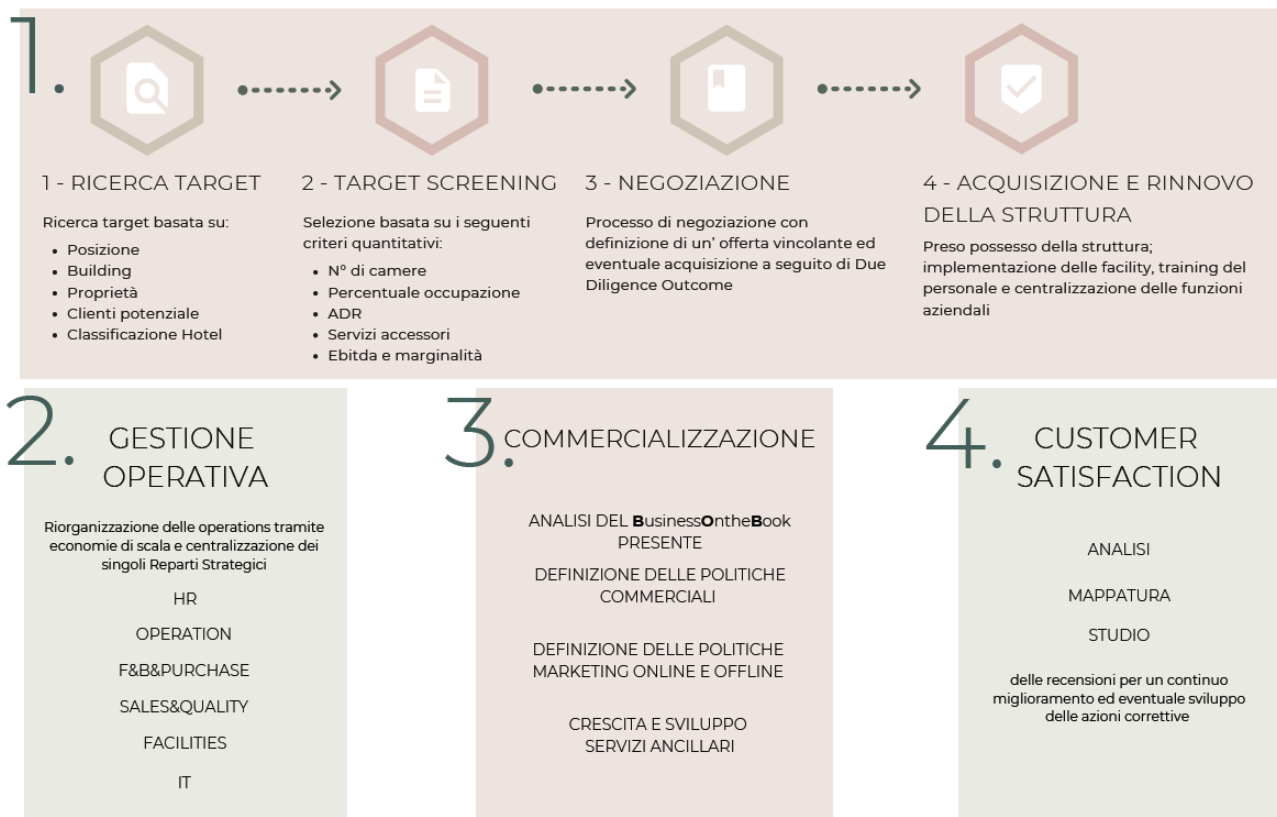 1.
1 - RICERCA TARGET
Ricerca target basata su:
• Posizione
• Building
• Proprietà
• Clienti potenziale
• Classificazione Hotel
2 - TARGET SCREENING
Selezione basata su i seguenti
criteri quantitativi:
• N° di camere
• Percentuale occupazione
• ADR
• Servizi accessori
• Ebitda e marginalità
3 - NEGOZIAZIONE
Processo di negoziazione con
definizione di un' offerta vincolante ed
eventuale acquisizione a seguito di Due
Diligence Outcome
4 - ACQUISIZIONE E RINNOVO
DELLA STRUTTURA
Preso possesso della struttura;
implementazione delle facility, training del
personale e centralizzazione delle funzioni
aziendali
2.
GESTIONE
OPERATIVA
Riorganizzazione delle operations tramite
economie di scala e centralizzazione dei
singoli Reparti Strategici
HR
OPERATION
F&B&PURCHASE
SALES&QUALITY
FACILITIES
IT
3.
COMMERCIALIZZAZIONE
ANALISI DEL BusinessOntheBook
PRESENTE
DEFINIZIONE DELLE POLITICHE
COMMERCIALI
DEFINIZIONE DELLE POLITICHE
MARKETING ONLINE E OFFLINE
CRESCITA E SVILUPPO
SERVIZI ANCILLARI
4.
CUSTOMER
SATISFACTION
ANALISI
MAPPATURA
STUDIO
delle recensioni per un continuo
miglioramento ed eventuale sviluppo
delle azioni correttive